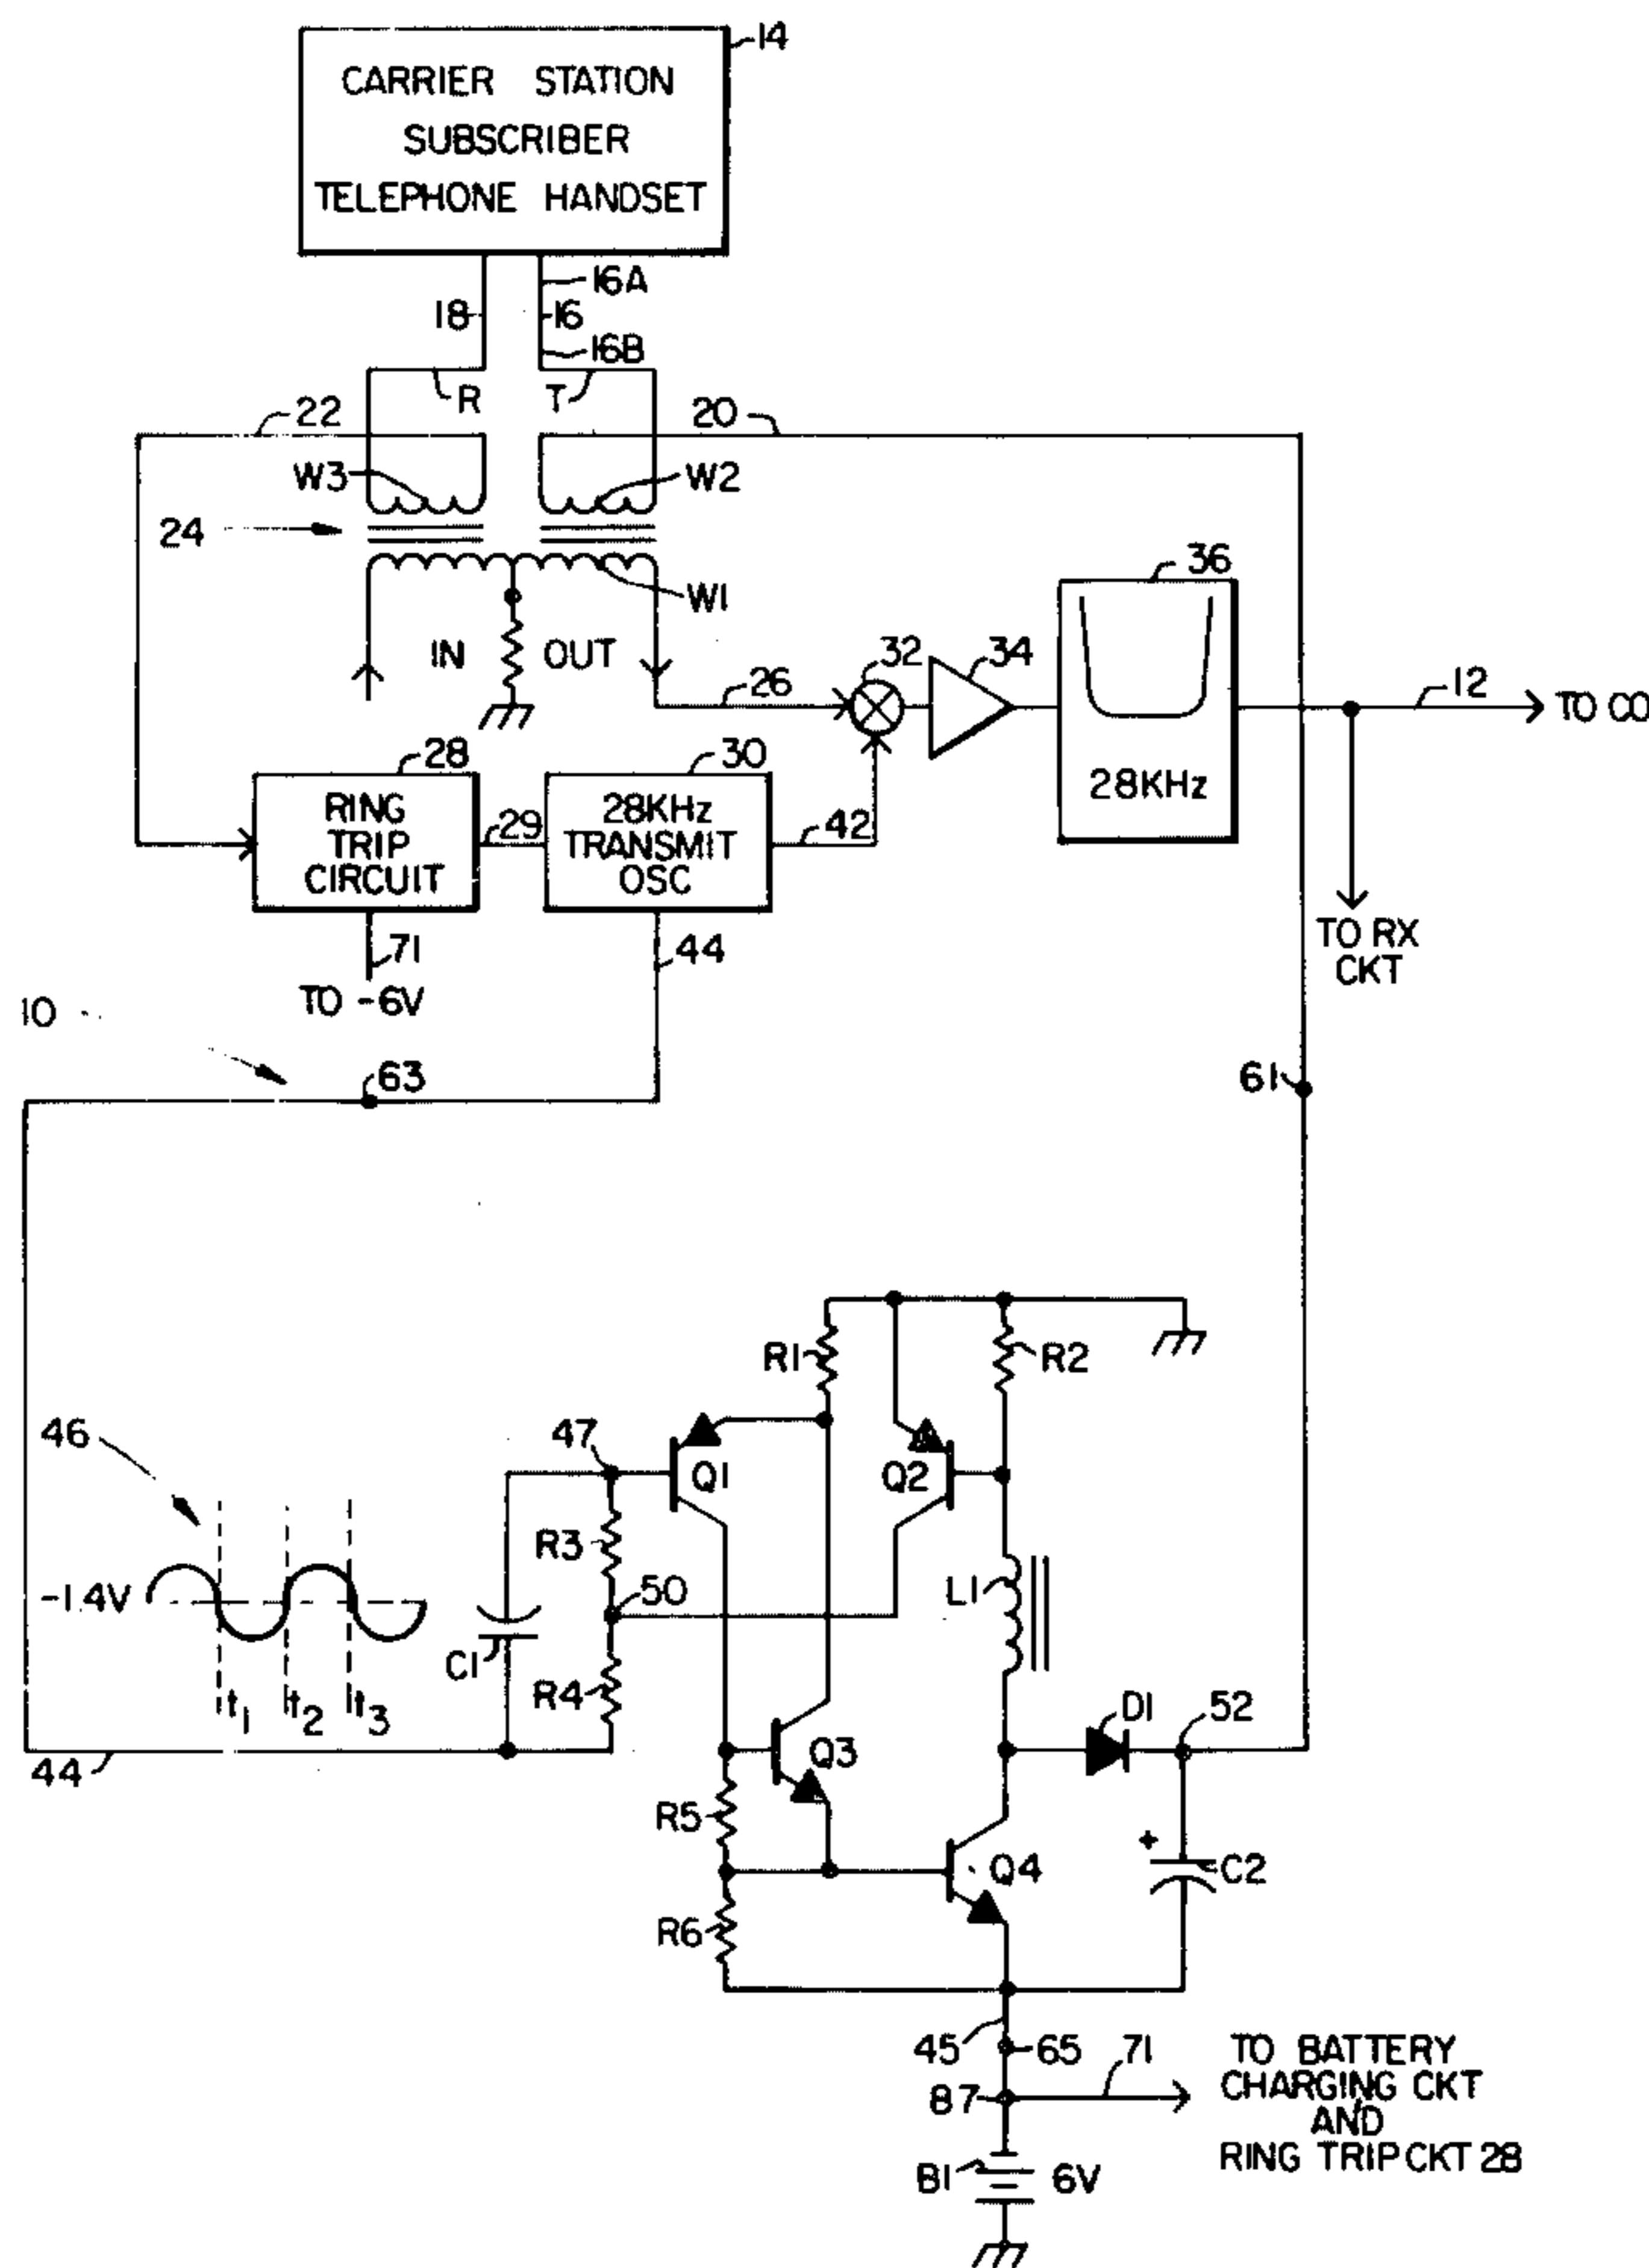 14
CARRIER STATION
SUBSCRIBER
TELEPHONE HANDSET
16A
18
16
16B
R
T
22
20
W3
W2
24
W1
36
IN
OUT
32
34
26
12
TO CO
28
30
28KHz
RING
TRIP
CIRCUIT
29
28KHz
TRANSMIT
OSC
42
TO RX
CKT
71
44
TO -6V
10
63
61
R1
R2
46
47
Q1
Q2
R3
-1.4V
50
L1
C1
R4
t1
t2
t3
D1
52
44
Q3
R5
+
Q4
C2
R6
45
65
71
TO BATTERY
CHARGING CKT
AND
RING TRIP CKT 28
87
B1
6V